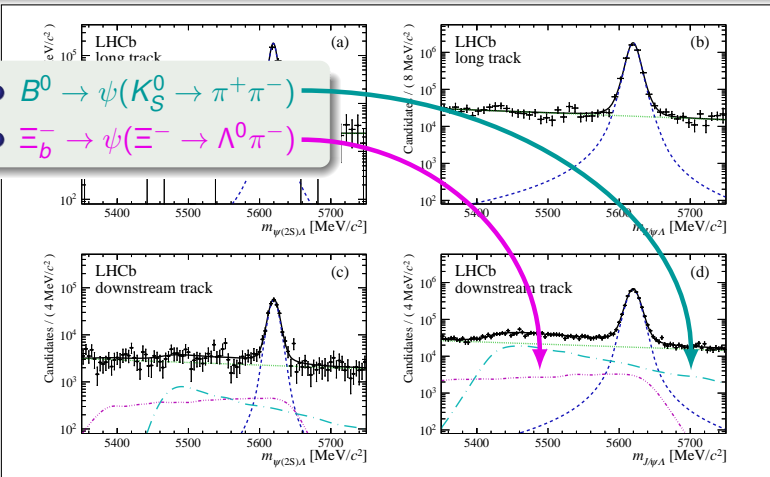 LHCb
long track
(a)
eV/c²)
10⁵
• B⁰ → ψ(K⁰_S → π⁺π⁻)
• Ξ⁻_b → ψ(Ξ⁻ → Λ⁰π⁻)
10²
5400 5500 5600 5700
m_ψ(2S)Λ [MeV/c²]
LHCb
long track
(b)
Candidates / ( 8 MeV/c²)
10⁶
10⁵
10⁴
10³
10²
5400 5500 5600 5700
m_J/ψΛ [MeV/c²]
LHCb
downstream track
(c)
Candidates / ( 4 MeV/c²)
10⁵
10⁴
10³
10²
5400 5500 5600 5700
m_ψ(2S)Λ [MeV/c²]
LHCb
downstream track
(d)
Candidates / ( 4 MeV/c²)
10⁶
10⁵
10⁴
10³
10²
5400 5500 5600 5700
m_J/ψΛ [MeV/c²]